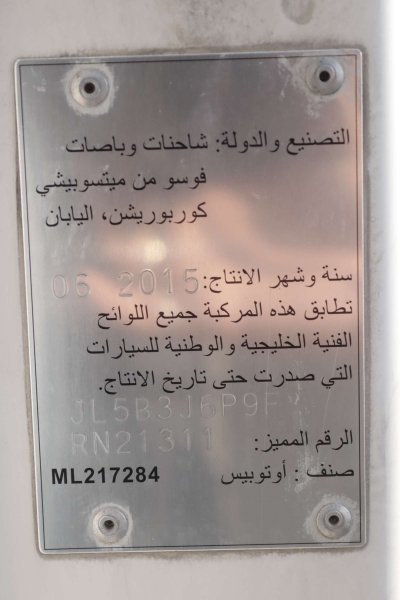 التصنيع والدولة: شاحنات وباصات
فوسو من ميتسوبيشي
كوربوريشن، اليابان
سنة وشهر الانتاج: 06 2015
تطابق هذه المركبة جميع اللوائح
الفنية الخليجية والوطنية للسيارات
التي صدرت حتى تاريخ الانتاج.
JL5B3J6P9F
الرقم المميز: RN21311
صنف : أوتوبيس ML217284